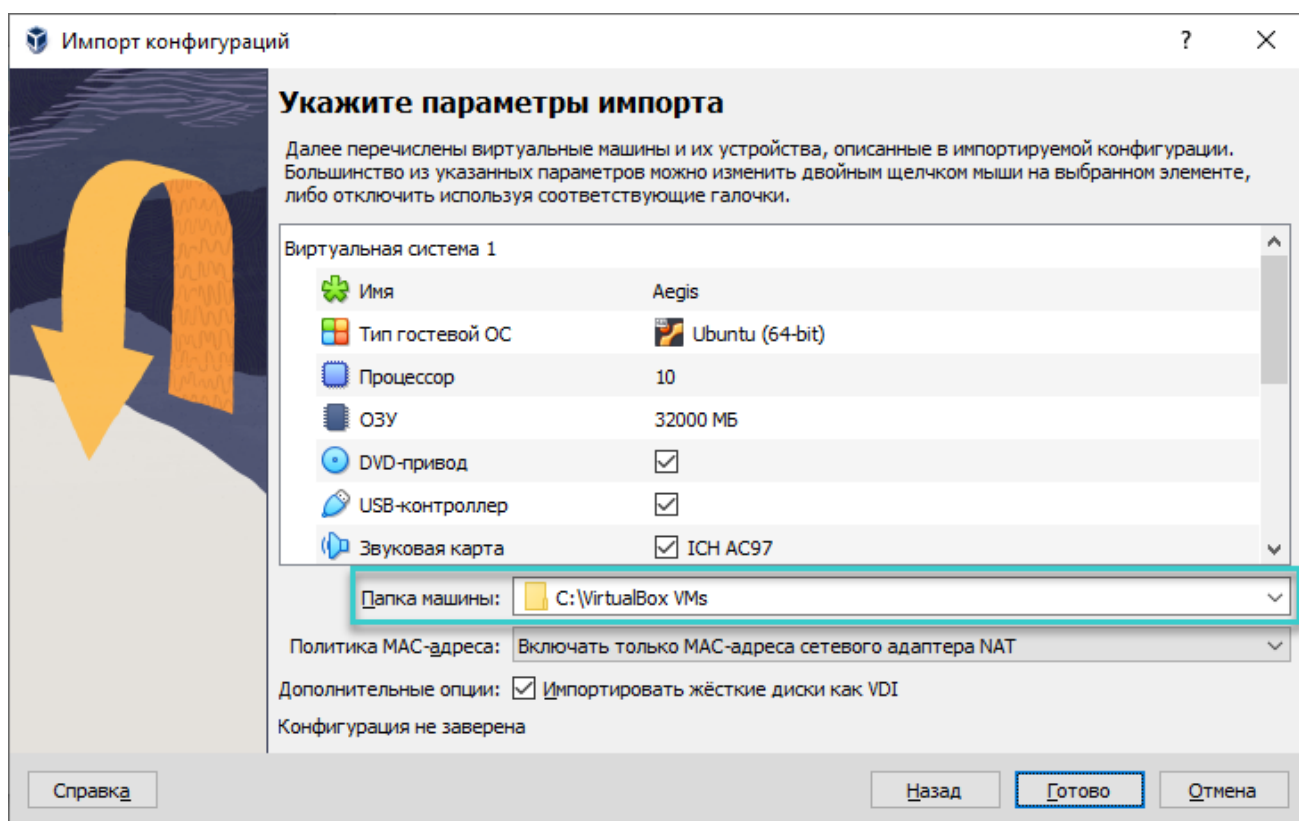 Импорт конфигураций
?
Укажите параметры импорта
Далее перечислены виртуальные машины и их устройства, описанные в импортируемой конфигурации.
Большинство из указанных параметров можно изменить двойным щелчком мыши на выбранном элементе,
либо отключить используя соответствующие галочки.
Виртуальная система 1
Имя Aegis
Тип гостевой ОС Ubuntu (64-bit)
Процессор 10
ОЗУ 32000 МБ
DVD-привод
USB-контроллер
Звуковая карта ICH AC97
Папка машины: C:\VirtualBox VMs
Политика MAC-адреса: Включать только MAC-адреса сетевого адаптера NAT
Дополнительные опции: Импортировать жёсткие диски как VDI
Конфигурация не заверена
Справка Назад Готово Отмена